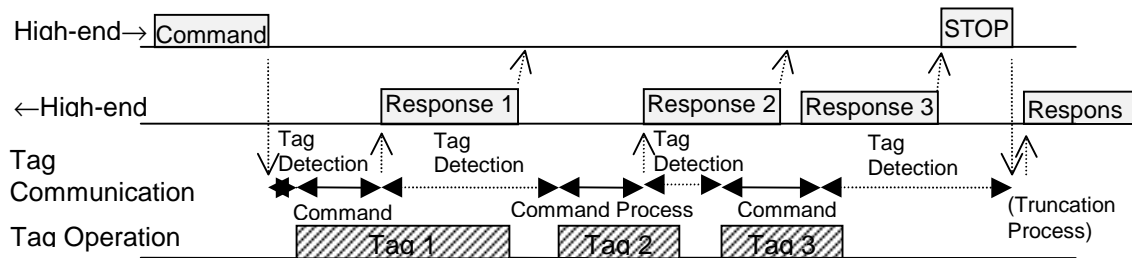 High-end→ Command STOP
←High-end Response 1 Response 2 Response 3 Respons
Tag Detection Tag Detection Tag Detection Tag Detection
Tag Communication
Command Command Process Command (Truncation Process)
Tag Operation Tag 1 Tag 2 Tag 3